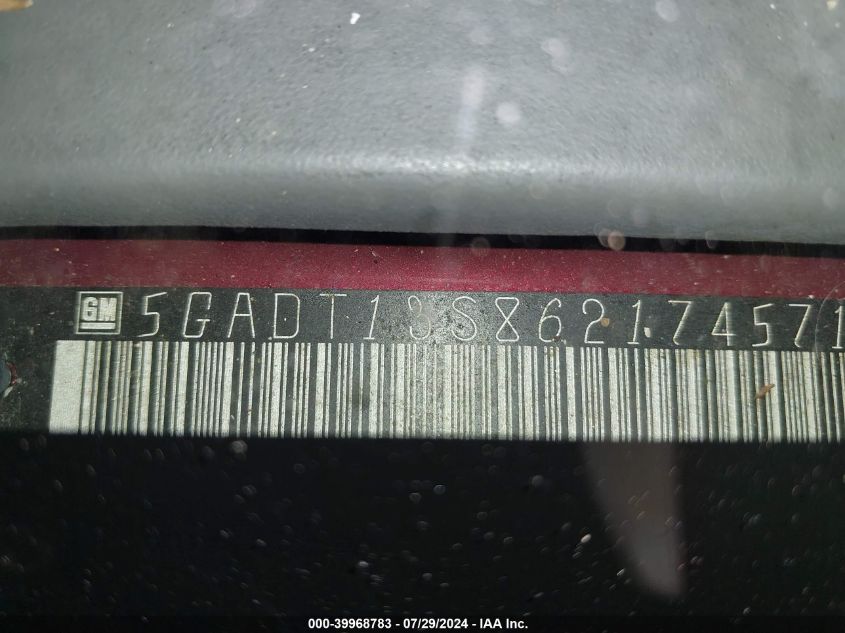 GM 5GADT13S862174571
000-39968783 / 07/29/2024 - IAA Inc.